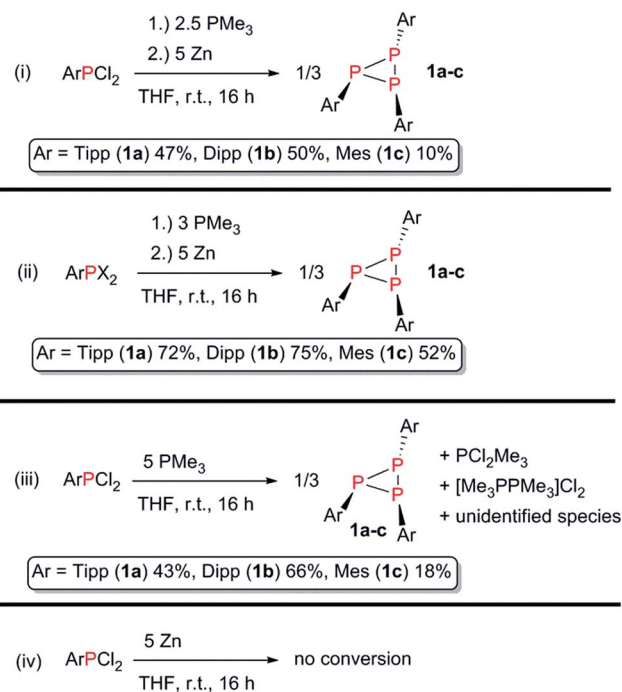 1.) 2.5 PMe3
2.) 5 Zn
(i) ArPCl2 THF, r.t., 16 h 1/3 Ar P P P Ar Ar 1a-c
Ar = Tipp (1a) 47%, Dipp (1b) 50%, Mes (1c) 10%
1.) 3 PMe3
2.) 5 Zn
(ii) ArPX2 THF, r.t., 16 h 1/3 Ar P P P Ar Ar 1a-c
Ar = Tipp (1a) 72%, Dipp (1b) 75%, Mes (1c) 52%
5 PMe3
(iii) ArPCl2 THF, r.t., 16 h 1/3 Ar P P P Ar Ar 1a-c
+ PCl2Me3
+ [Me3PPMe3]Cl2
+ unidentified species
Ar = Tipp (1a) 43%, Dipp (1b) 66%, Mes (1c) 18%
5 Zn
(iv) ArPCl2 THF, r.t., 16 h no conversion